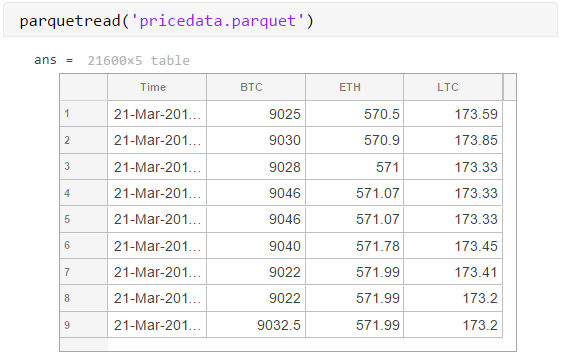 parquetread('pricedata.parquet')
ans = 21600×5 table
Time BTC ETH LTC
1 21-Mar-201... 9025 570.5 173.59
2 21-Mar-201... 9030 570.9 173.85
3 21-Mar-201... 9028 571 173.33
4 21-Mar-201... 9046 571.07 173.33
5 21-Mar-201... 9046 571.07 173.33
6 21-Mar-201... 9040 571.78 173.45
7 21-Mar-201... 9022 571.99 173.41
8 21-Mar-201... 9022 571.99 173.2
9 21-Mar-201... 9032.5 571.99 173.2